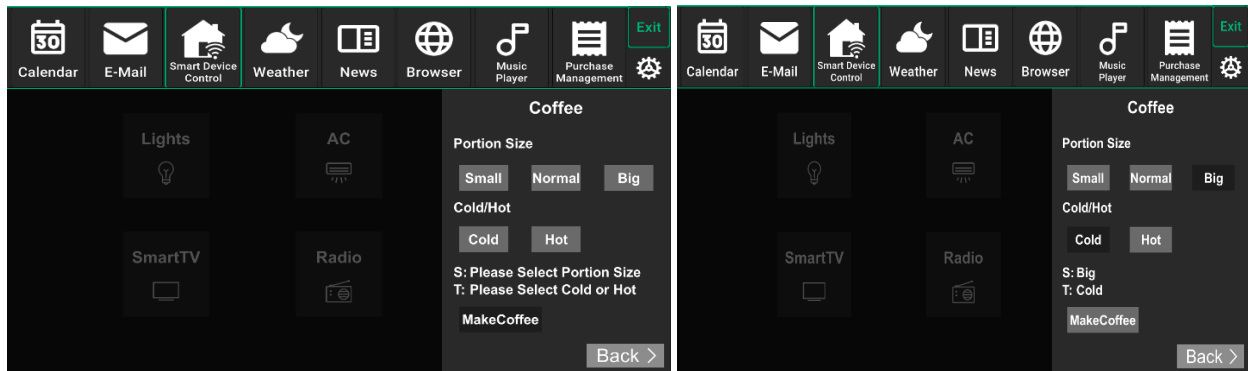 30 Exit
Calendar E-Mail Smart Device Control Weather News Browser Music Player Purchase Management
Coffee
Lights AC
Portion Size
Small Normal Big
Cold/Hot
Cold Hot
SmartTV Radio
S: Please Select Portion Size
T: Please Select Cold or Hot
MakeCoffee
Back >
30 Exit
Calendar E-Mail Smart Device Control Weather News Browser Music Player Purchase Management
Coffee
Lights AC
Portion Size
Small Normal Big
Cold/Hot
Cold Hot
SmartTV Radio
S: Big
T: Cold
MakeCoffee
Back >